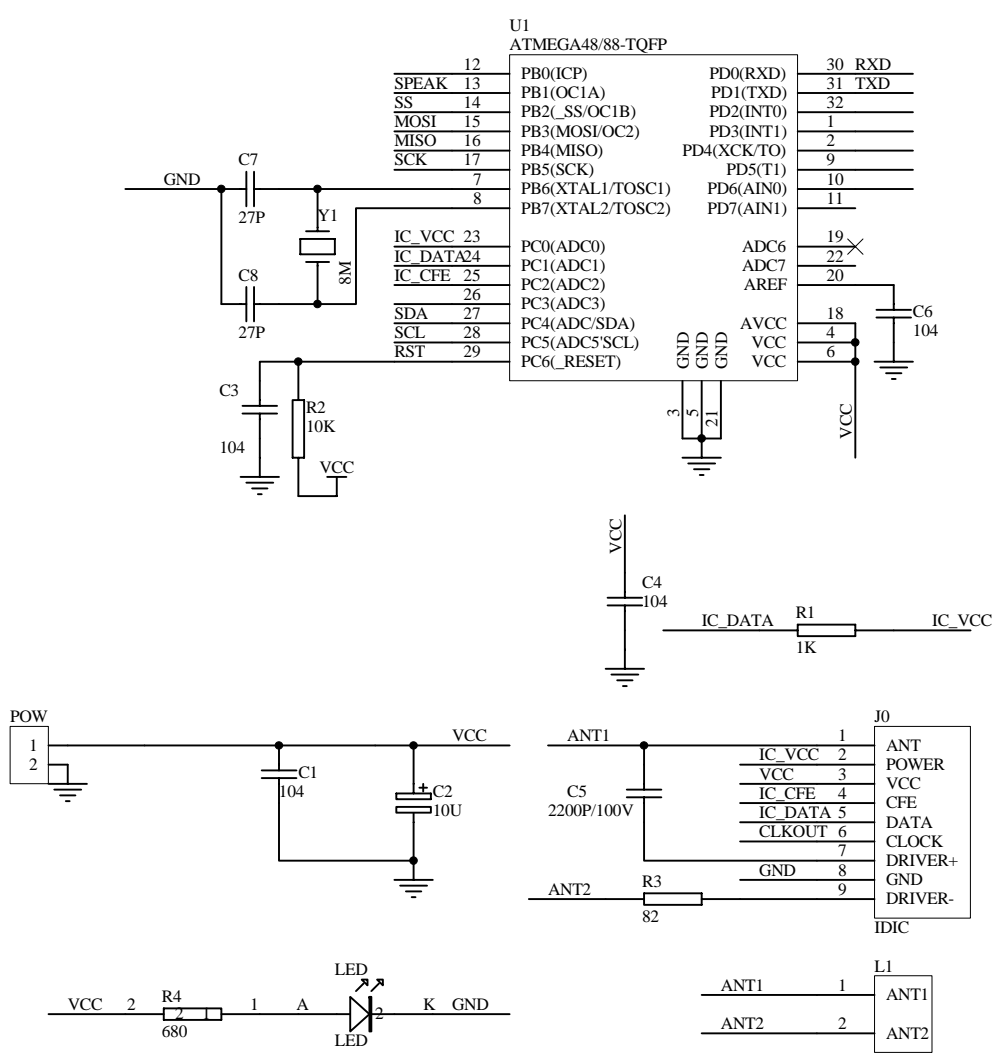 U1
ATMEGA48/88-TQFP
12 PB0(ICP) PD0(RXD) 30 RXD
SPEAK 13 PB1(OC1A) PD1(TXD) 31 TXD
SS 14 PB2(_SS/OC1B) PD2(INT0) 32
MOSI 15 PB3(MOSI/OC2) PD3(INT1) 1
MISO 16 PB4(MISO) PD4(XCK/TO) 2
SCK 17 PB5(SCK) PD5(T1) 9
7 PB6(XTAL1/TOSC1) PD6(AIN0) 10
8 PB7(XTAL2/TOSC2) PD7(AIN1) 11
C7
GND
27P
Y1
8M
C8
27P
IC_VCC 23 PC0(ADC0) ADC6 19
IC_DATA 24 PC1(ADC1) ADC7 22
IC_CFE 25 PC2(ADC2) AREF 20
26 PC3(ADC3)
SDA 27 PC4(ADC/SDA) AVCC 18
SCL 28 PC5(ADC5'SCL) VCC 4
RST 29 PC6(_RESET) VCC 6
GND GND GND
3 5 21
C6
104
VCC
C3
104
R2
10K
VCC
VCC
C4
104
IC_DATA R1 IC_VCC
1K
POW
1
2
VCC
C1
104
+
C2
10U
J0
ANT1 1 ANT
IC_VCC 2 POWER
VCC 3 VCC
IC_CFE 4 CFE
IC_DATA 5 DATA
CLKOUT 6 CLOCK
7 DRIVER+
GND 8 GND
9 DRIVER-
IDIC
C5
2200P/100V
ANT2 R3
82
LED
VCC 2 R4 2 1 1 A 2 K GND
680
LED
L1
ANT1 1 ANT1
ANT2 2 ANT2